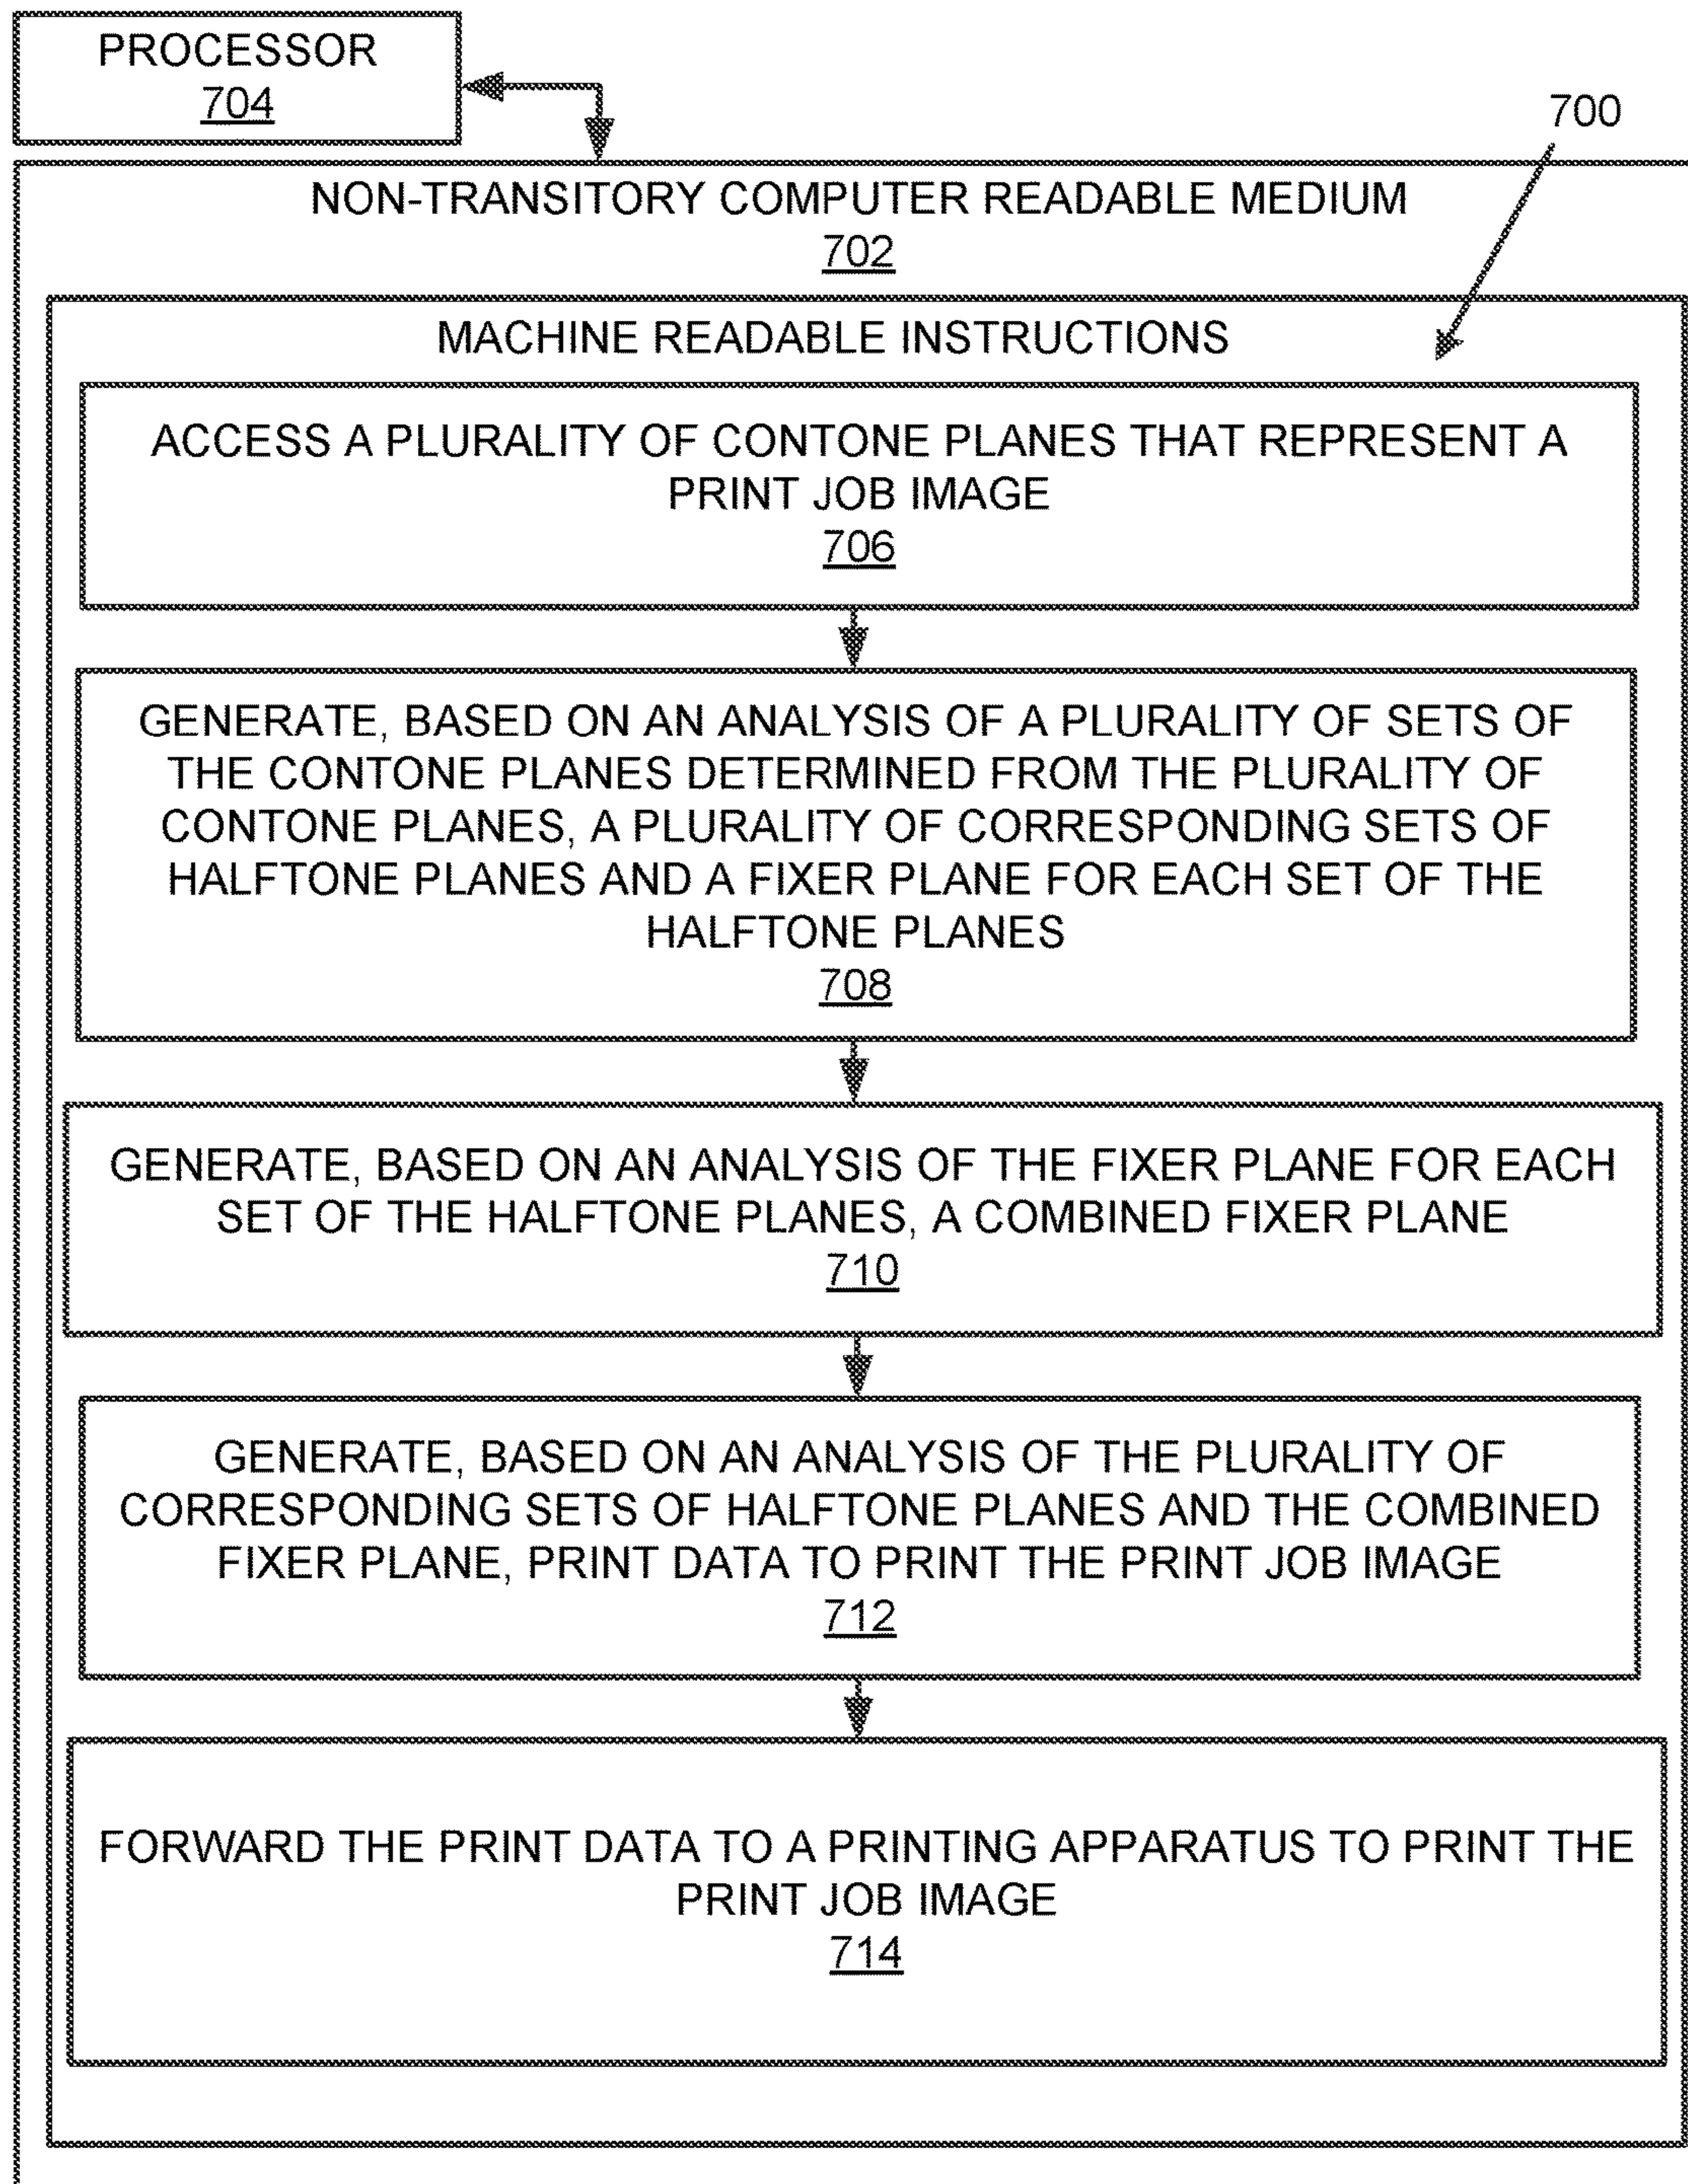 PROCESSOR
704
700
NON-TRANSITORY COMPUTER READABLE MEDIUM
702
MACHINE READABLE INSTRUCTIONS
ACCESS A PLURALITY OF CONTONE PLANES THAT REPRESENT A
PRINT JOB IMAGE
706
GENERATE, BASED ON AN ANALYSIS OF A PLURALITY OF SETS OF
THE CONTONE PLANES DETERMINED FROM THE PLURALITY OF
CONTONE PLANES, A PLURALITY OF CORRESPONDING SETS OF
HALFTONE PLANES AND A FIXER PLANE FOR EACH SET OF THE
HALFTONE PLANES
708
GENERATE, BASED ON AN ANALYSIS OF THE FIXER PLANE FOR EACH
SET OF THE HALFTONE PLANES, A COMBINED FIXER PLANE
710
GENERATE, BASED ON AN ANALYSIS OF THE PLURALITY OF
CORRESPONDING SETS OF HALFTONE PLANES AND THE COMBINED
FIXER PLANE, PRINT DATA TO PRINT THE PRINT JOB IMAGE
712
FORWARD THE PRINT DATA TO A PRINTING APPARATUS TO PRINT THE
PRINT JOB IMAGE
714